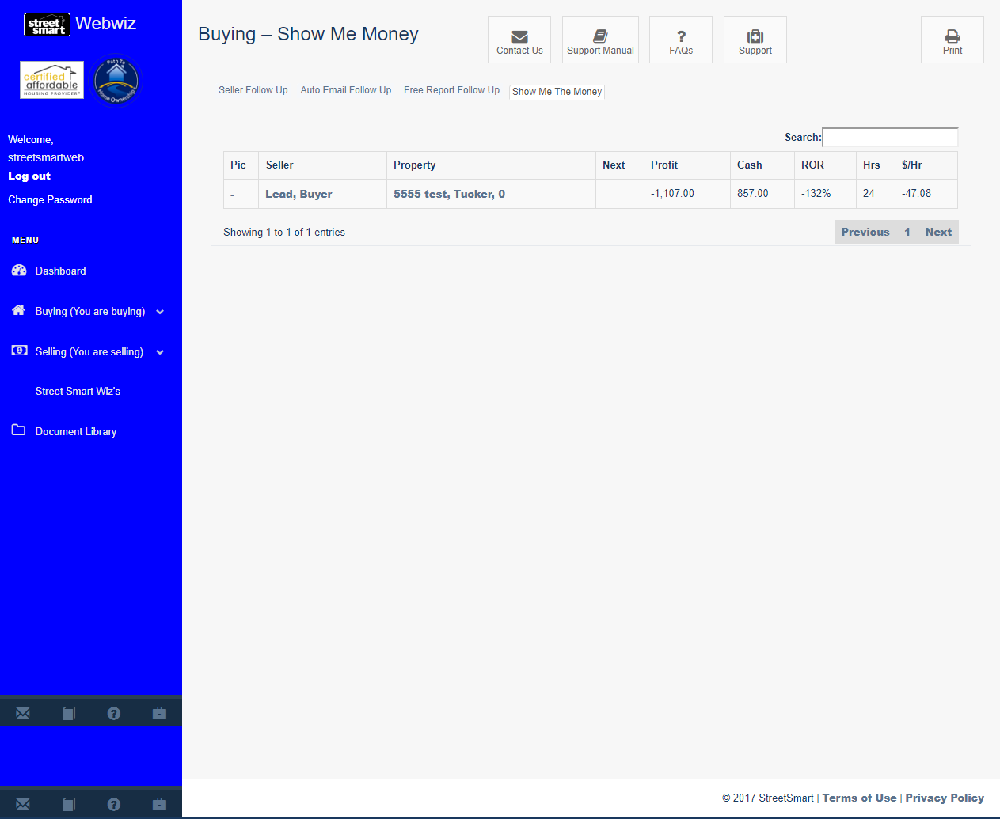 street smart Webwiz
certified affordable HOUSING PROVIDER®
Path To Home Ownership
Welcome,
streetsmartweb
Log out
Change Password
MENU
Dashboard
Buying (You are buying)
Selling (You are selling)
Street Smart Wiz's
Document Library
Buying – Show Me Money
Contact Us
Support Manual
? FAQs
Support
Print
Seller Follow Up Auto Email Follow Up Free Report Follow Up Show Me The Money
Search:
Pic Seller Property Next Profit Cash ROR Hrs $/Hr
- Lead, Buyer 5555 test, Tucker, 0 -1,107.00 857.00 -132% 24 -47.08
Showing 1 to 1 of 1 entries Previous 1 Next
© 2017 StreetSmart | Terms of Use | Privacy Policy